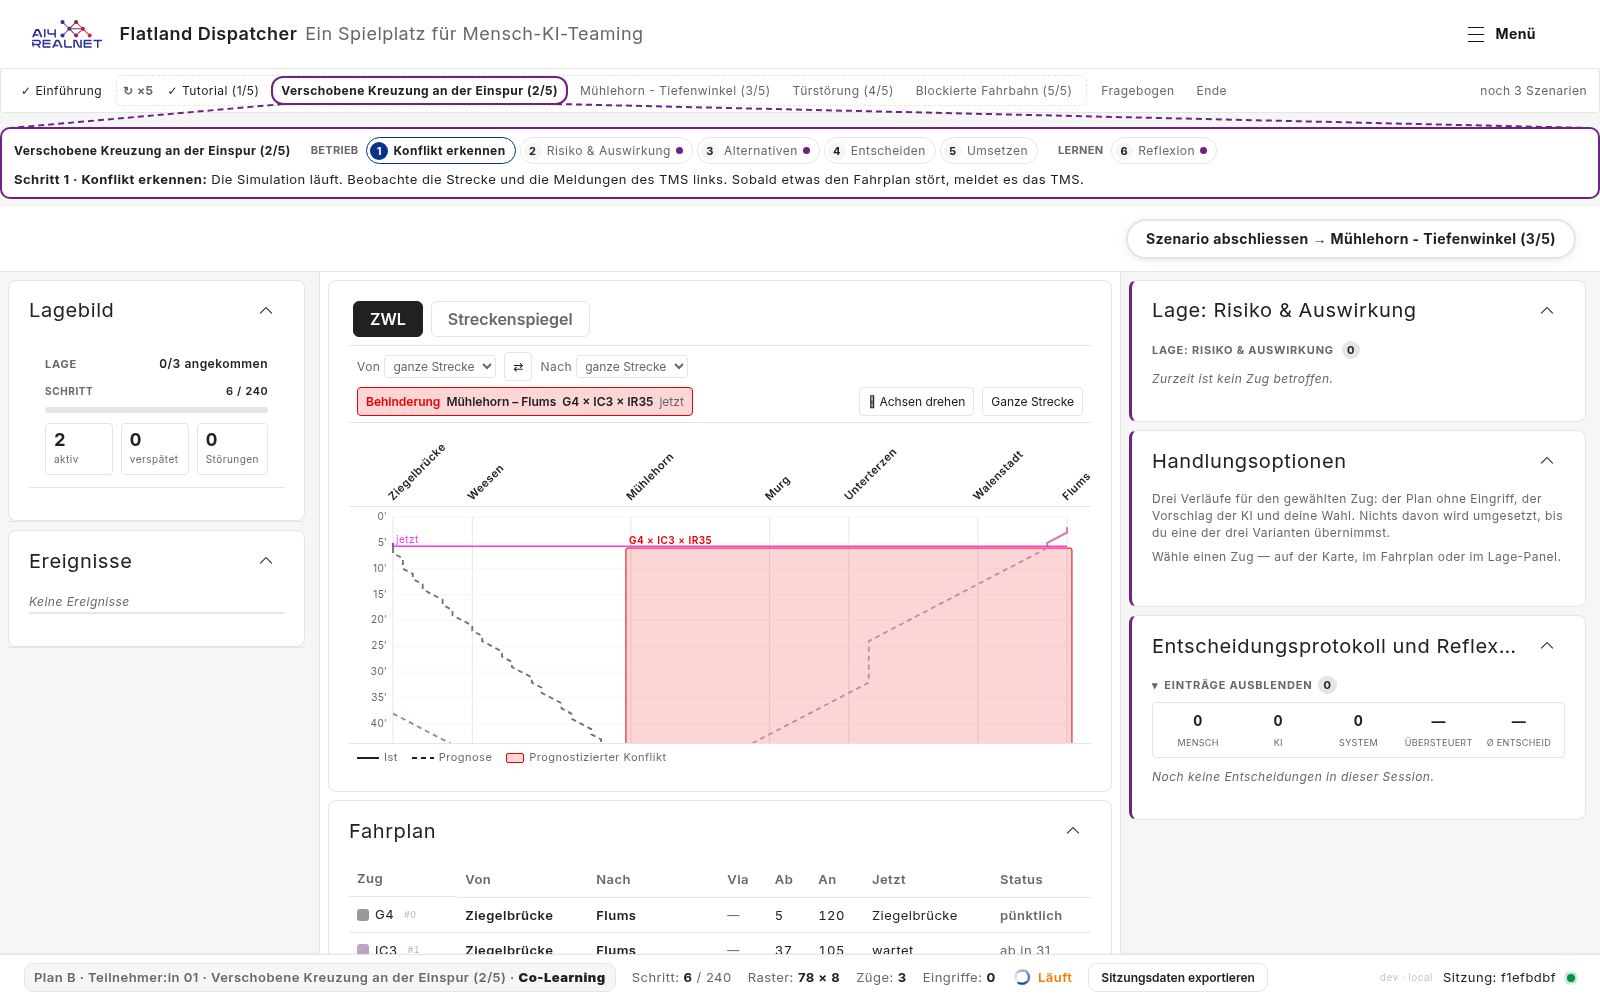 AI4
REALNET
Flatland Dispatcher Ein Spielplatz für Mensch-KI-Teaming
Menü
✓ Einführung
↻ ×5 ✓ Tutorial (1/5)
Verschobene Kreuzung an der Einspur (2/5)
Mühlehorn - Tiefenwinkel (3/5)
Türstörung (4/5)
Blockierte Fahrbahn (5/5)
Fragebogen
Ende
noch 3 Szenarien
Verschobene Kreuzung an der Einspur (2/5) BETRIEB 1 Konflikt erkennen 2 Risiko & Auswirkung 3 Alternativen 4 Entscheiden 5 Umsetzen LERNEN 6 Reflexion
Schritt 1 · Konflikt erkennen: Die Simulation läuft. Beobachte die Strecke und die Meldungen des TMS links. Sobald etwas den Fahrplan stört, meldet es das TMS.
Szenario abschliessen → Mühlehorn - Tiefenwinkel (3/5)
Lagebild
LAGE 0/3 angekommen
SCHRITT 6 / 240
2 0 0
aktiv verspätet Störungen
Ereignisse
Keine Ereignisse
ZWL Streckenspiegel
Von ganze Strecke ⇄ Nach ganze Strecke
Behinderung Mühlehorn – Flums G4 × IC3 × IR35 jetzt
Achsen drehen Ganze Strecke
Ziegelbrücke Weesen Mühlehorn Murg Unterterzen Walenstadt Flums
0'
5'
10'
15'
20'
25'
30'
35'
40'
jetzt
G4 × IC3 × IR35
Ist Prognose Prognostizierter Konflikt
Fahrplan
Zug Von Nach Via Ab An Jetzt Status
G4 #0 Ziegelbrücke Flums — 5 120 Ziegelbrücke pünktlich
IC3 #1 Ziegelbrücke Flums — 37 105 wartet ab in 31
Lage: Risiko & Auswirkung
LAGE: RISIKO & AUSWIRKUNG 0
Zurzeit ist kein Zug betroffen.
Handlungsoptionen
Drei Verläufe für den gewählten Zug: der Plan ohne Eingriff, der
Vorschlag der KI und deine Wahl. Nichts davon wird umgesetzt, bis
du eine der drei Varianten übernimmst.
Wähle einen Zug — auf der Karte, im Fahrplan oder im Lage-Panel.
Entscheidungsprotokoll und Reflex...
▾ EINTRÄGE AUSBLENDEN 0
0 0 0 — —
MENSCH KI SYSTEM ÜBERSTEUERT Ø ENTSCHEID
Noch keine Entscheidungen in dieser Session.
Plan B · Teilnehmer:in 01 · Verschobene Kreuzung an der Einspur (2/5) · Co-Learning
Schritt: 6 / 240 Raster: 78 × 8 Züge: 3 Eingriffe: 0 Läuft
Sitzungsdaten exportieren
dev · local Sitzung: f1efbdbf